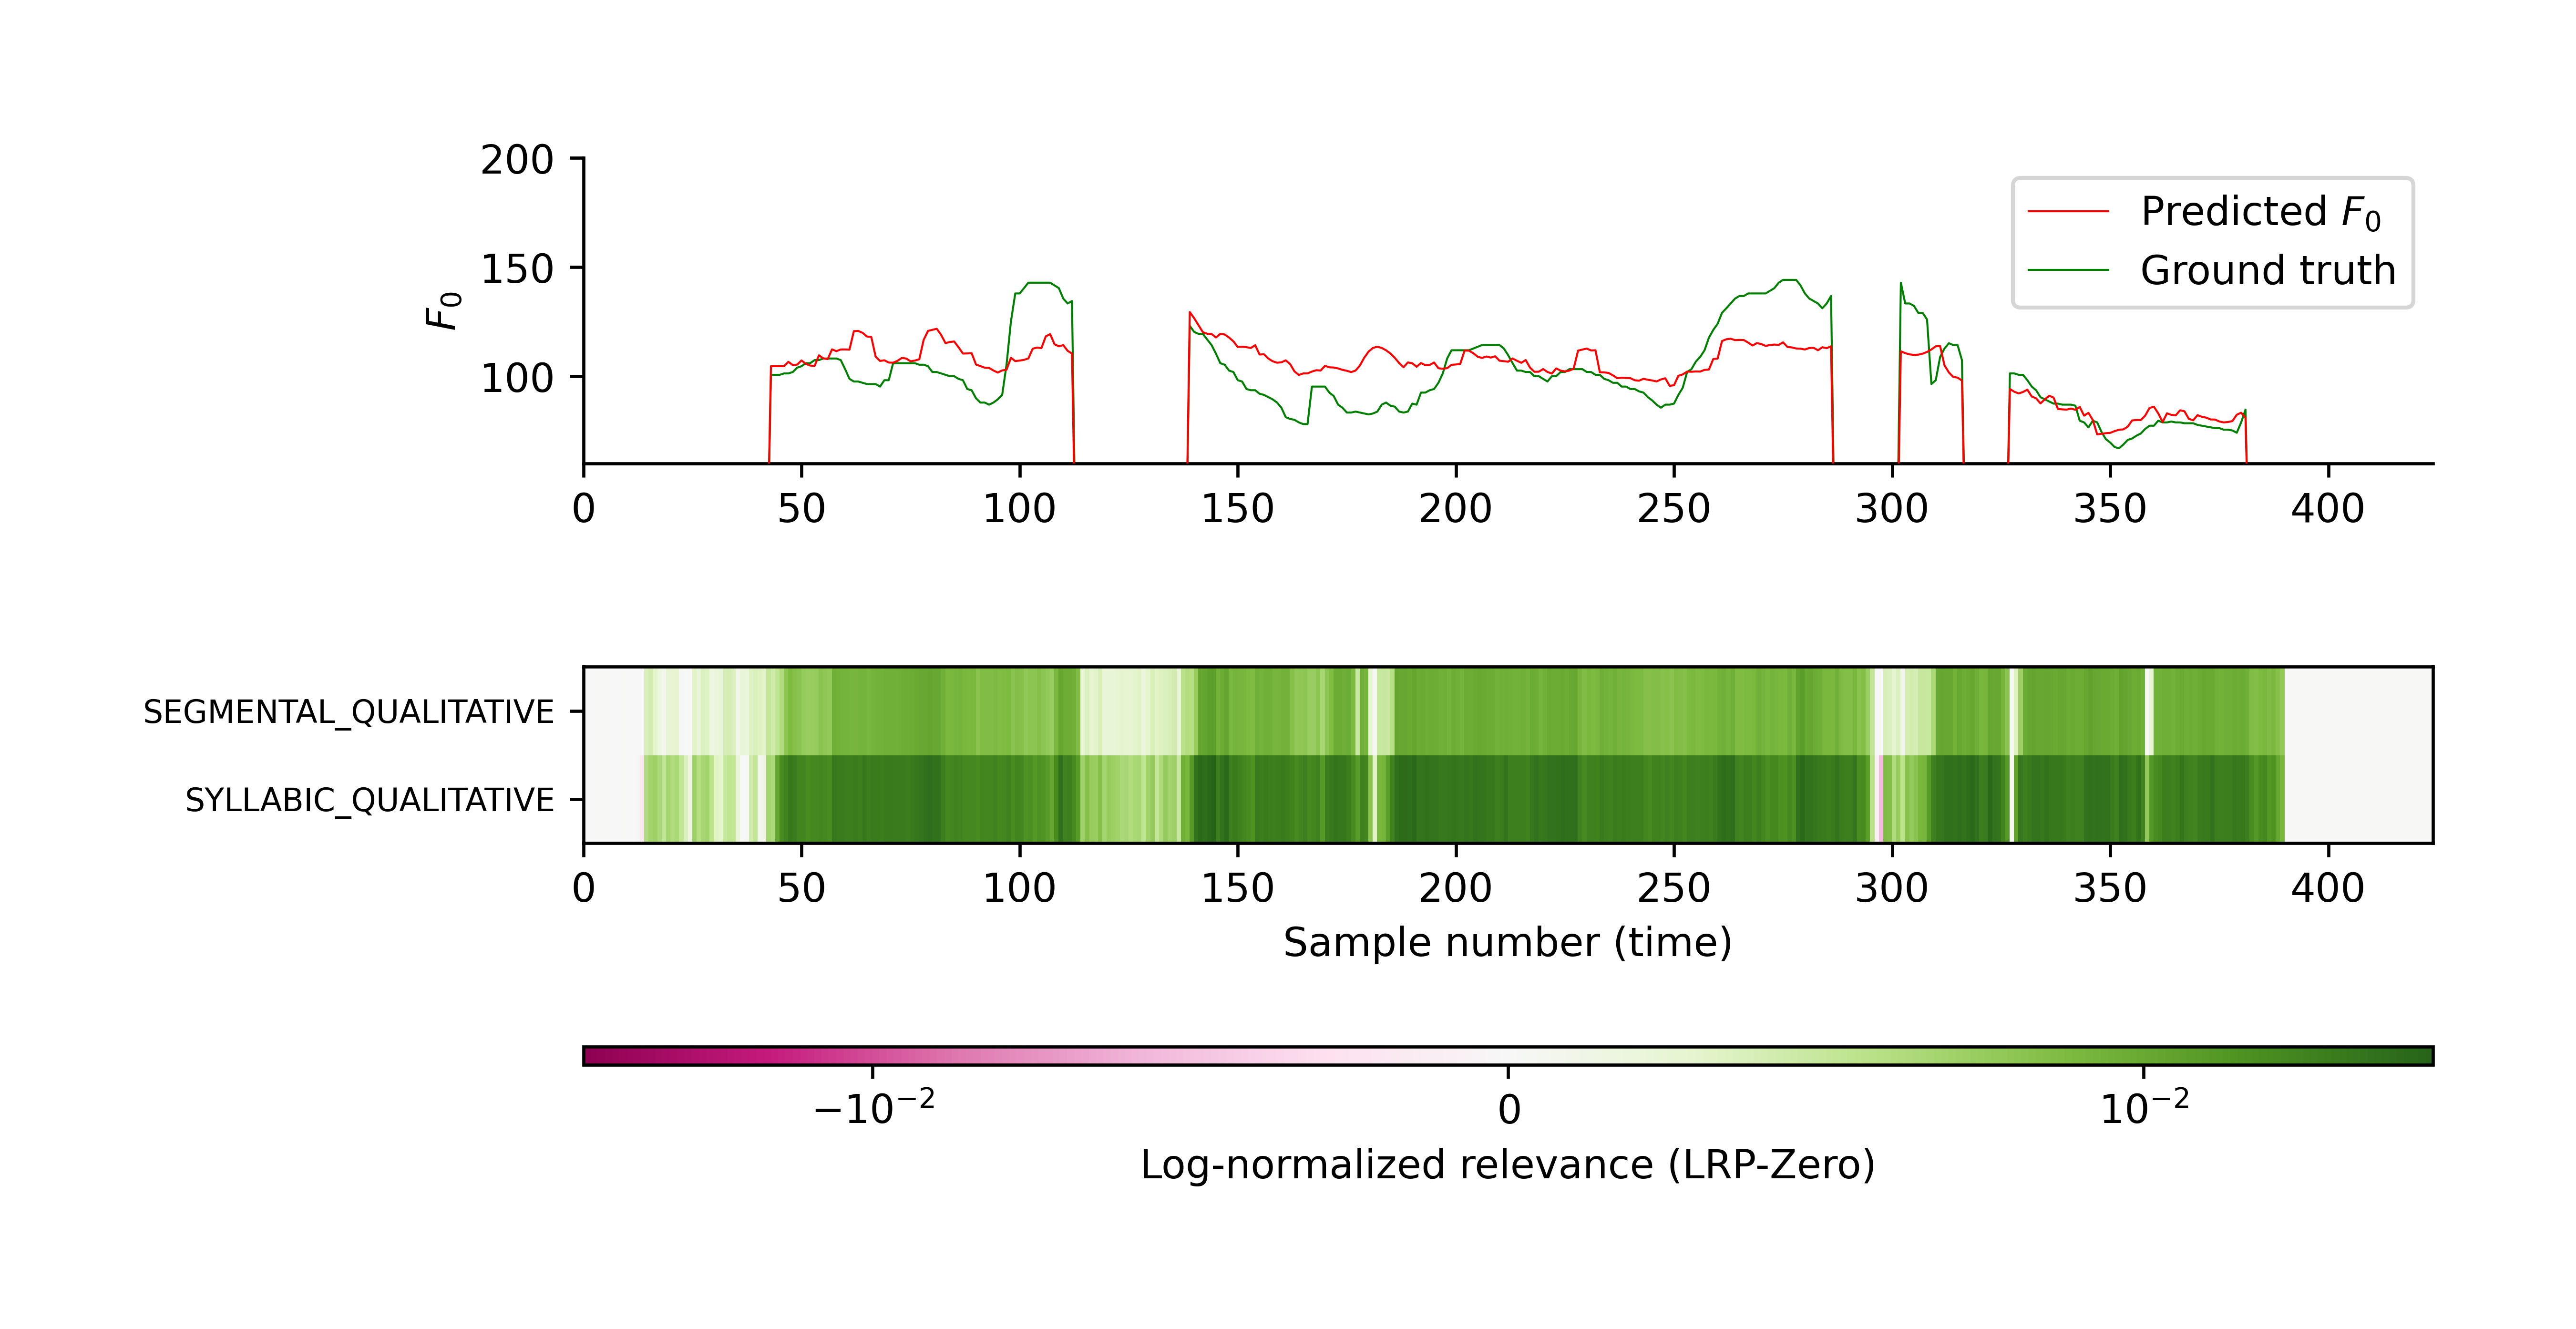 200
150
100
F₀
Predicted F₀
Ground truth
0 50 100 150 200 250 300 350 400
SEGMENTAL_QUALITATIVE
SYLLABIC_QUALITATIVE
0 50 100 150 200 250 300 350 400
Sample number (time)
−10⁻² 0 10⁻²
Log-normalized relevance (LRP-Zero)